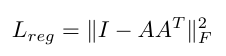 $L_{reg} = \|I - AA^T\|_F^2$